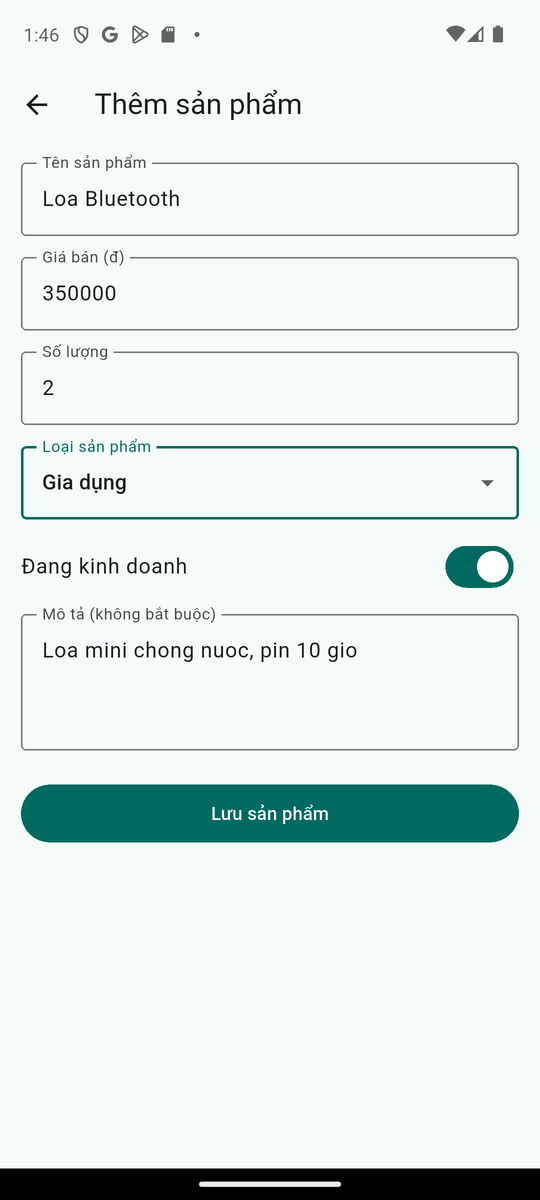 1:46
Thêm sản phẩm
Tên sản phẩm
Loa Bluetooth
Giá bán (đ)
350000
Số lượng
2
Loại sản phẩm
Gia dụng
Đang kinh doanh
Mô tả (không bắt buộc)
Loa mini chong nuoc, pin 10 gio
Lưu sản phẩm